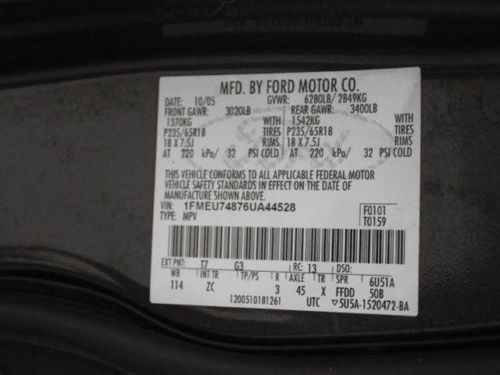 MFD. BY FORD MOTOR CO.
DATE: 10/05 GVWR: 6280LB/ 2849KG
FRONT GAWR: 3020LB REAR GAWR: 3400LB
1370KG WITH 1542KG WITH
P235/65R18 TIRES P235/65R18 TIRES
18 X 7.5J RIMS 18 X 7.5J RIMS
AT 220 kPa/ 32 PSI COLD AT 220 kPa/ 32 PSI COLD
THIS VEHICLE CONFORMS TO ALL APPLICABLE FEDERAL MOTOR
VEHICLE SAFETY STANDARDS IN EFFECT ON THE DATE OF
MANUFACTURE SHOWN ABOVE.
VIN: 1FMEU74876UA44528 F0101
TYPE: MPV T0159
EXT PNT: T7 G3 RC: 13 DSO:
WB INT TR TP/PS R AXLE TR SPR 6U51A
114 ZC 3 45 X FFDD 50B
1200510181261 UTC ▽5U5A-1520472-BA